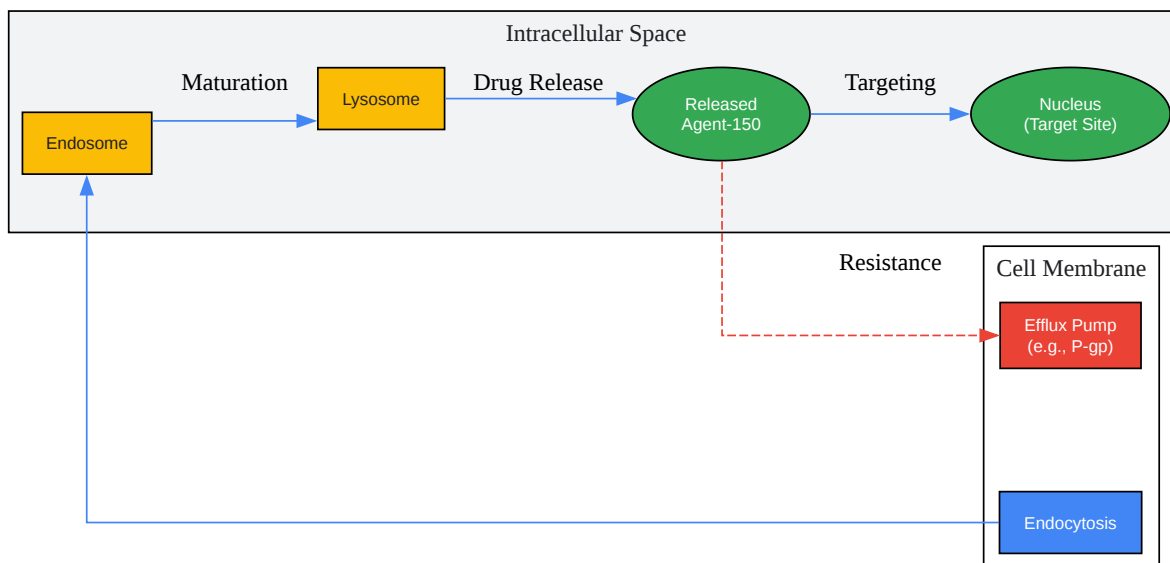 Intracellular Space
Maturation
Drug Release
Targeting
Endosome
Lysosome
Released
Agent-150
Nucleus
(Target Site)
Resistance
Cell Membrane
Efflux Pump
(e.g., P-gp)
Endocytosis